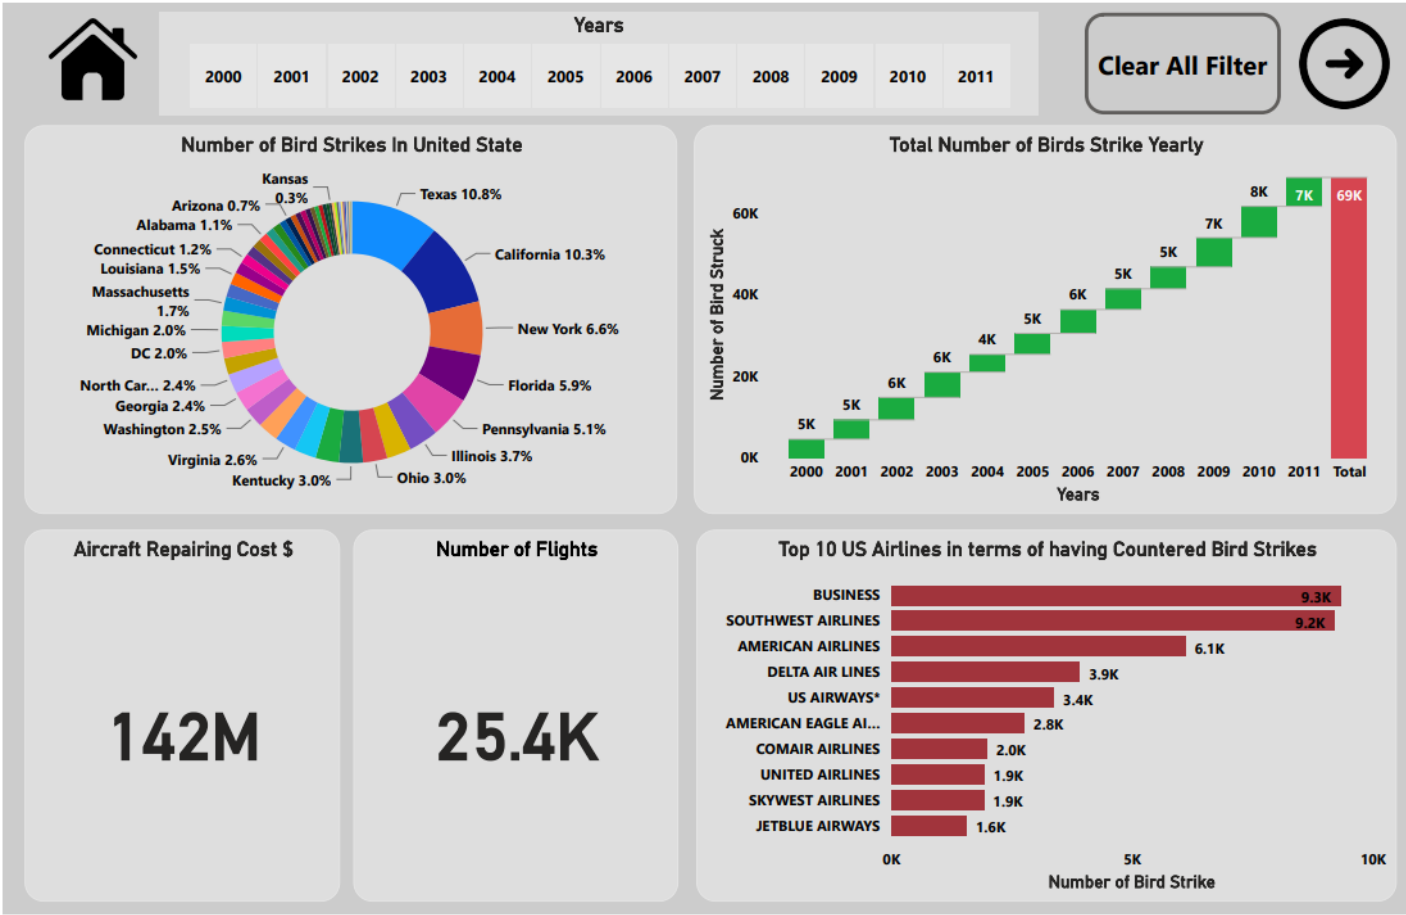 Years
2000 2001 2002 2003 2004 2005 2006 2007 2008 2009 2010 2011
Clear All Filter
Number of Bird Strikes In United State
Kansas
0.3%
Arizona 0.7%
Alabama 1.1%
Connecticut 1.2%
Louisiana 1.5%
Massachusetts
1.7%
Michigan 2.0%
DC 2.0%
North Car... 2.4%
Georgia 2.4%
Washington 2.5%
Virginia 2.6%
Kentucky 3.0%
Texas 10.8%
California 10.3%
New York 6.6%
Florida 5.9%
Pennsylvania 5.1%
Illinois 3.7%
Ohio 3.0%
Total Number of Birds Strike Yearly
Number of Bird Struck
60K
40K
20K
0K
5K 5K 6K 6K 4K 5K 6K 5K 5K 7K 8K 7K 69K
2000 2001 2002 2003 2004 2005 2006 2007 2008 2009 2010 2011 Total
Years
Aircraft Repairing Cost $
142M
Number of Flights
25.4K
Top 10 US Airlines in terms of having Countered Bird Strikes
BUSINESS 9.3K
SOUTHWEST AIRLINES 9.2K
AMERICAN AIRLINES 6.1K
DELTA AIR LINES 3.9K
US AIRWAYS* 3.4K
AMERICAN EAGLE AI... 2.8K
COMAIR AIRLINES 2.0K
UNITED AIRLINES 1.9K
SKYWEST AIRLINES 1.9K
JETBLUE AIRWAYS 1.6K
0K 5K 10K
Number of Bird Strike